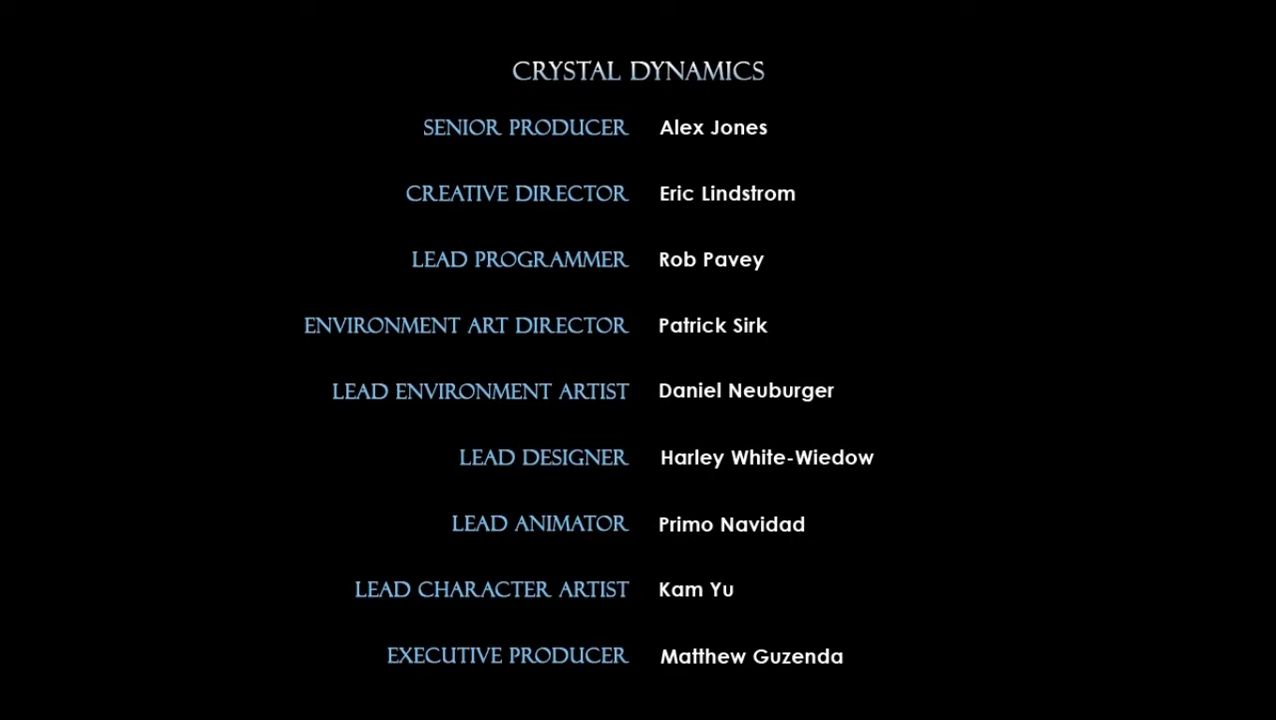 CRYSTAL DYNAMICS
SENIOR PRODUCER Alex Jones
CREATIVE DIRECTOR Eric Lindstrom
LEAD PROGRAMMER Rob Pavey
ENVIRONMENT ART DIRECTOR Patrick Sirk
LEAD ENVIRONMENT ARTIST Daniel Neuburger
LEAD DESIGNER Harley White-Wiedow
LEAD ANIMATOR Primo Navidad
LEAD CHARACTER ARTIST Kam Yu
EXECUTIVE PRODUCER Matthew Guzenda